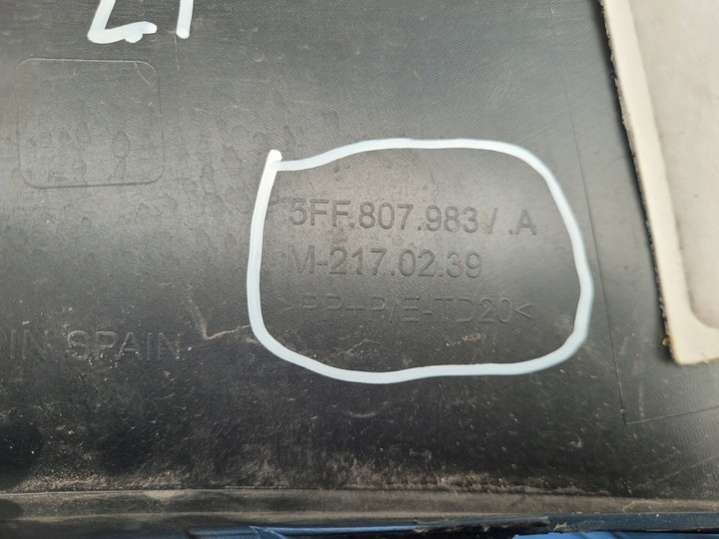 5FF.807.983/.A
M-217.02.39
>PP+P/E-TD20<
IN SPAIN